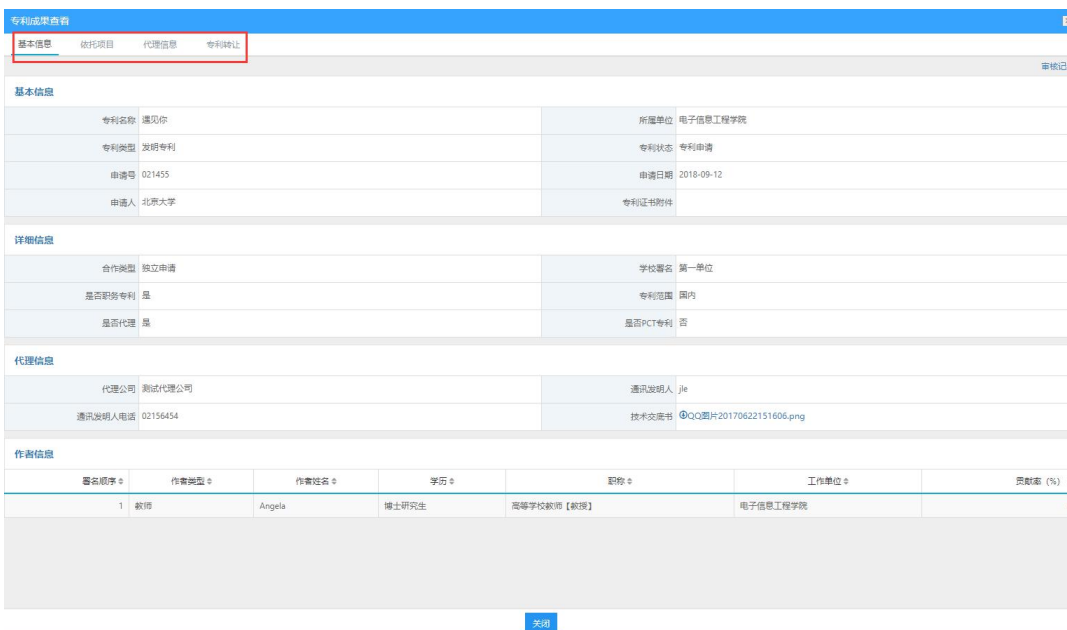 专利成果查看
基本信息 依托项目 代理信息 专利转让
审核记
基本信息
专利名称 遇见你 所属单位 电子信息工程学院
专利类型 发明专利 专利状态 专利申请
申请号 021455 申请日期 2018-09-12
申请人 北京大学 专利证书附件
详细信息
合作类型 独立申请 学校署名 第一单位
是否职务专利 是 专利范围 国内
是否代理 是 是否PCT专利 否
代理信息
代理公司 测试代理公司 通讯发明人 jle
通讯发明人电话 02156454 技术交底书 QQ图片20170622151606.png
作者信息
署名顺序 作者类型 作者姓名 学历 职称 工作单位 贡献率 (%)
1 教师 Angela 博士研究生 高等学校教师【教授】 电子信息工程学院
关闭